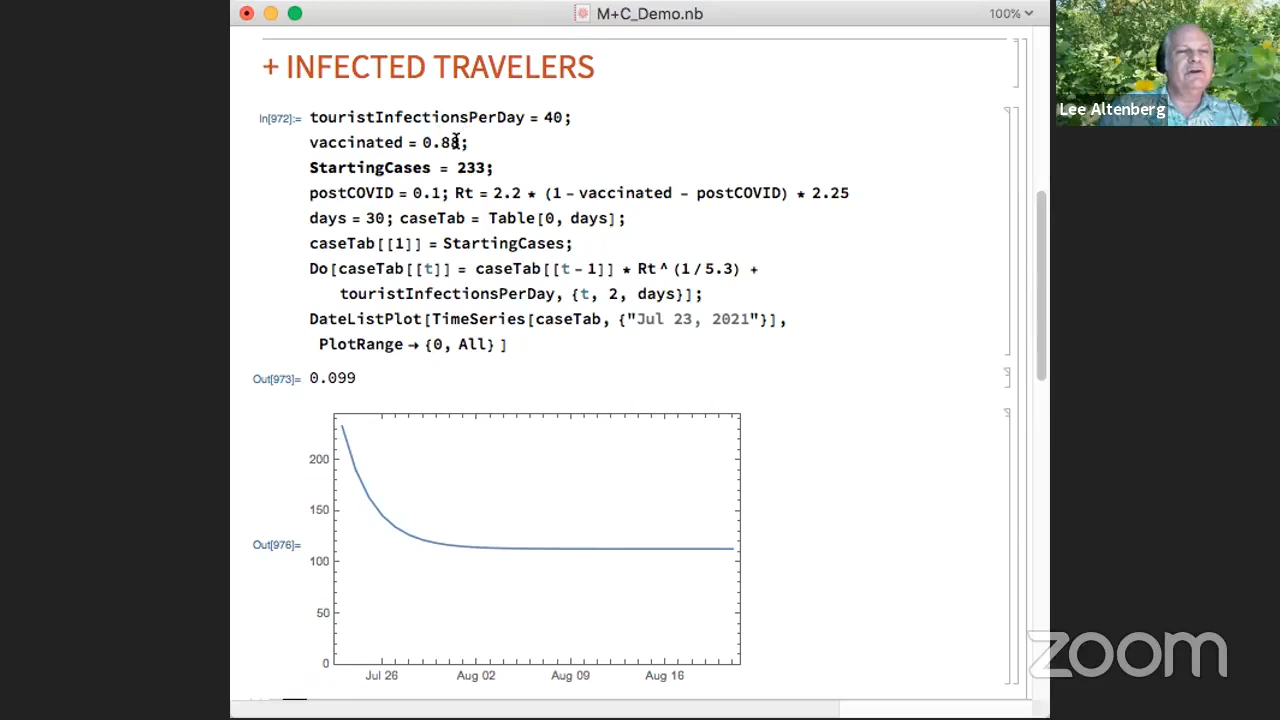 M+C_Demo.nb
100%
+ INFECTED TRAVELERS
In[972]:= touristInfectionsPerDay = 40;
vaccinated = 0.88;
StartingCases = 233;
postCOVID = 0.1; Rt = 2.2 * (1 - vaccinated - postCOVID) * 2.25
days = 30; caseTab = Table[0, days];
caseTab[[1]] = StartingCases;
Do[caseTab[[t]] = caseTab[[t - 1]] * Rt ^ (1 / 5.3) +
touristInfectionsPerDay, {t, 2, days}];
DateListPlot[TimeSeries[caseTab, {"Jul 23, 2021"}],
PlotRange → {0, All} ]
Out[973]= 0.099
Out[976]=
200
150
100
50
0
Jul 26 Aug 02 Aug 09 Aug 16
Lee Altenberg
zoom